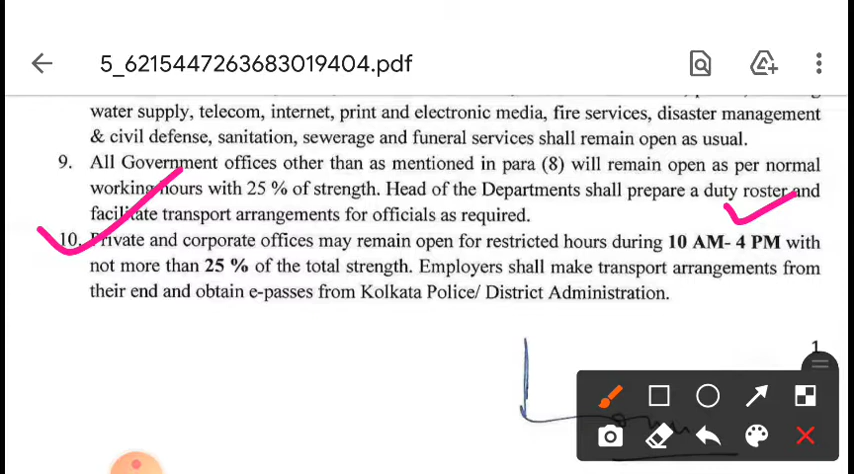 5_6215447263683019404.pdf
water supply, telecom, internet, print and electronic media, fire services, disaster management
& civil defense, sanitation, sewerage and funeral services shall remain open as usual.
9. All Government offices other than as mentioned in para (8) will remain open as per normal
working hours with 25 % of strength. Head of the Departments shall prepare a duty roster and
facilitate transport arrangements for officials as required.
10. Private and corporate offices may remain open for restricted hours during 10 AM- 4 PM with
not more than 25 % of the total strength. Employers shall make transport arrangements from
their end and obtain e-passes from Kolkata Police/ District Administration.
1